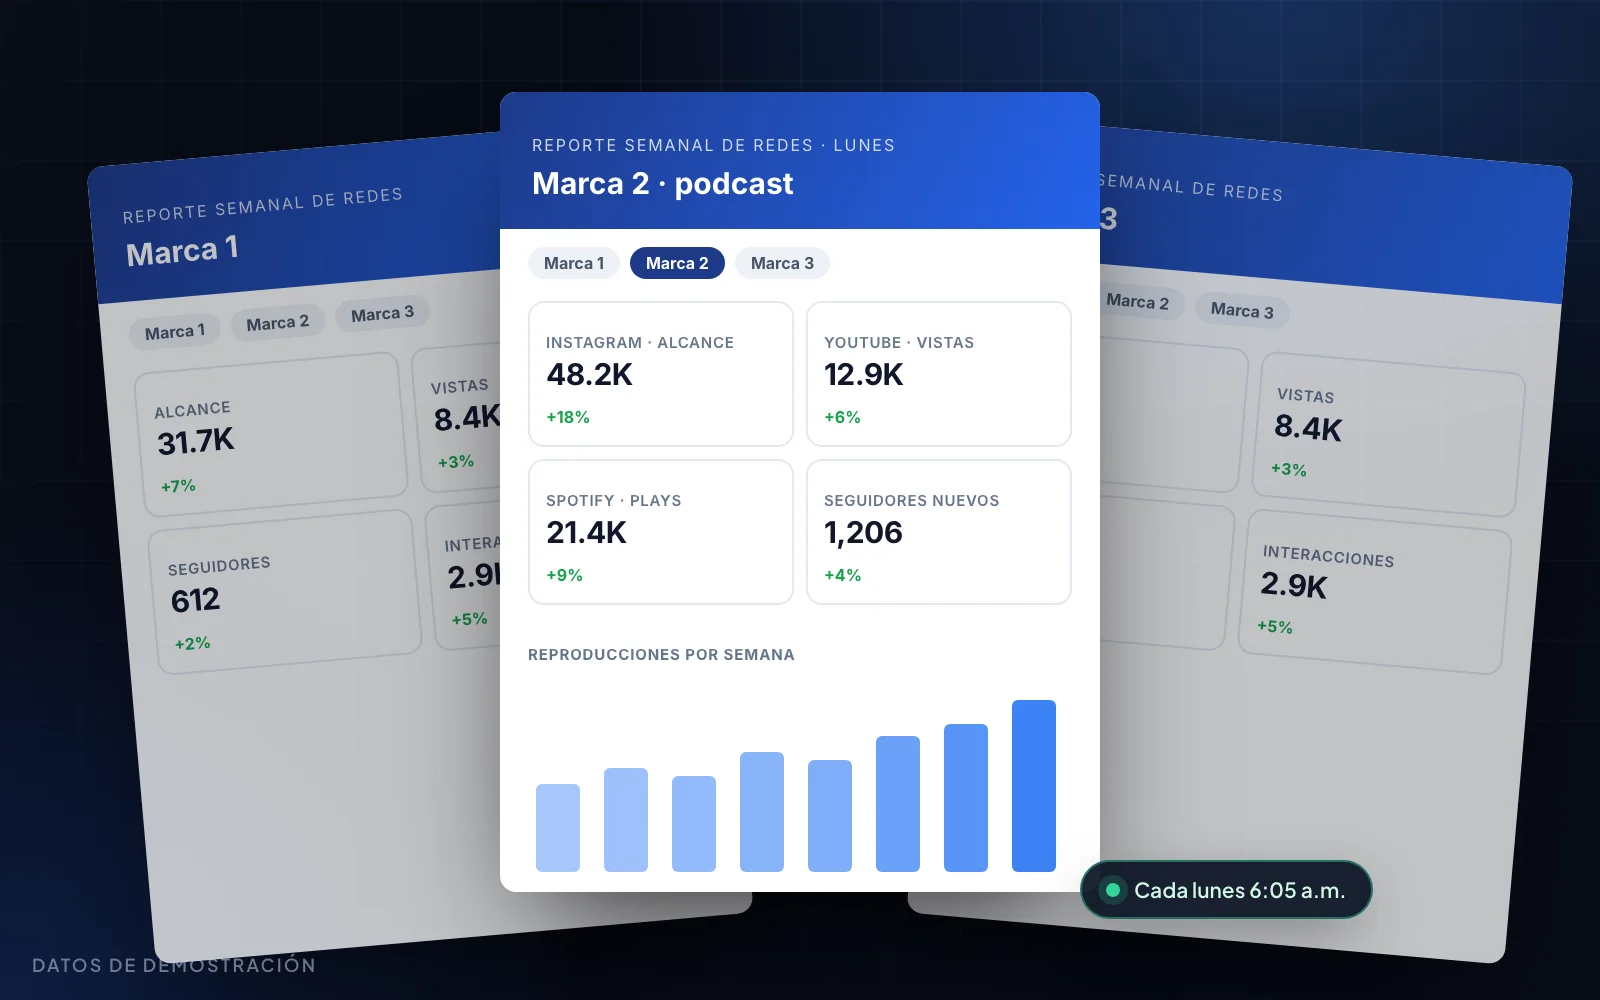 REPORTE SEMANAL DE REDES
Marca 1
Marca 1 Marca 2 Marca 3
ALCANCE
31.7K
+7%
VISTAS
8.4K
+3%
SEGUIDORES
612
+2%
2.9
+5%
REPORTE SEMANAL DE REDES · LUNES
Marca 2 · podcast
Marca 1 Marca 2 Marca 3
INSTAGRAM · ALCANCE
48.2K
+18%
YOUTUBE · VISTAS
12.9K
+6%
SPOTIFY · PLAYS
21.4K
+9%
SEGUIDORES NUEVOS
1,206
+4%
REPRODUCCIONES POR SEMANA
SEMANAL DE REDES
3
Marca 2 Marca 3
VISTAS
8.4K
+3%
INTERACCIONES
2.9K
+5%
Cada lunes 6:05 a.m.
DATOS DE DEMOSTRACIÓN